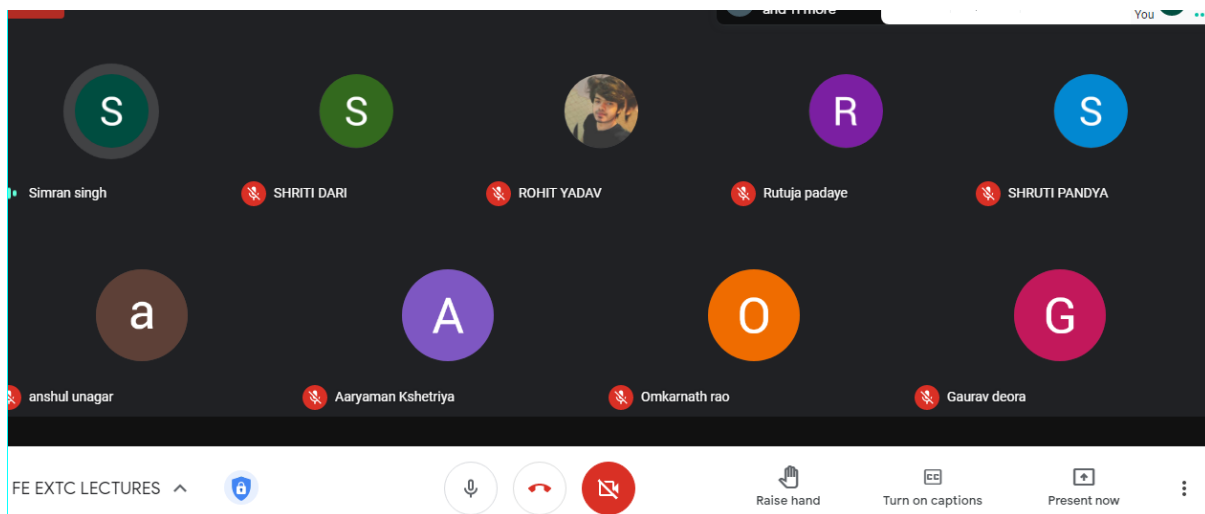 and 11 more
You
S
S
R
S
Simran singh
SHRITI DARI
ROHIT YADAV
Rutuja padaye
SHRUTI PANDYA
a
A
O
G
anshul unagar
Aaryaman Kshetriya
Omkarnath rao
Gaurav deora
FE EXTC LECTURES
CC
Raise hand
Turn on captions
Present now